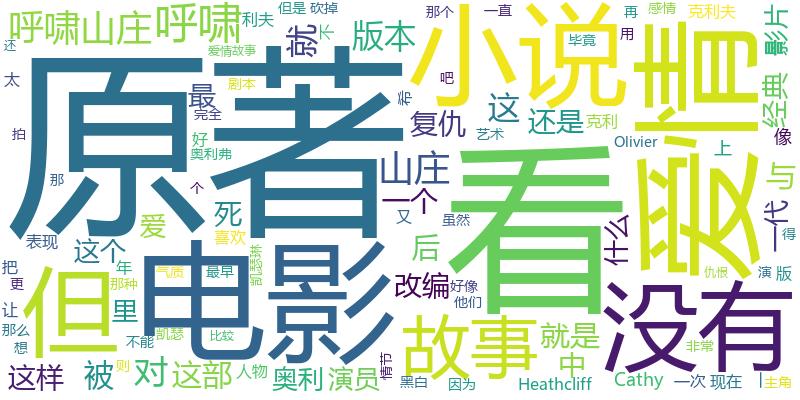 呼啸山庄
呼啸
利夫
但是 砍掉
那个
一直
再
感情
克利夫
还
爱情故事
就
不
版本
小说
毕竟
用
影片
太
剧本
最
完全
希
吧
爱情
经典
原著
拍
好
奥利弗
复仇
这
还是
艺术
克利
Olivier
上
像
那
个
山庄
看
与
表现
这个
爱
死
喜欢
一个
又
虽然
什么
一代
得
后
把
更
年
气质
最早
凯瑟琳
仇恨
演
版
但
电影
改编
好像
他们
没有
让
那么
想
里
那种
凯瑟
不能
比较
故事
就是
中
非常
这样
被
则
对
这部
人物
奥利
演员
情节
黑白
因为
Heathcliff
Cathy
一次
现在
l
主角